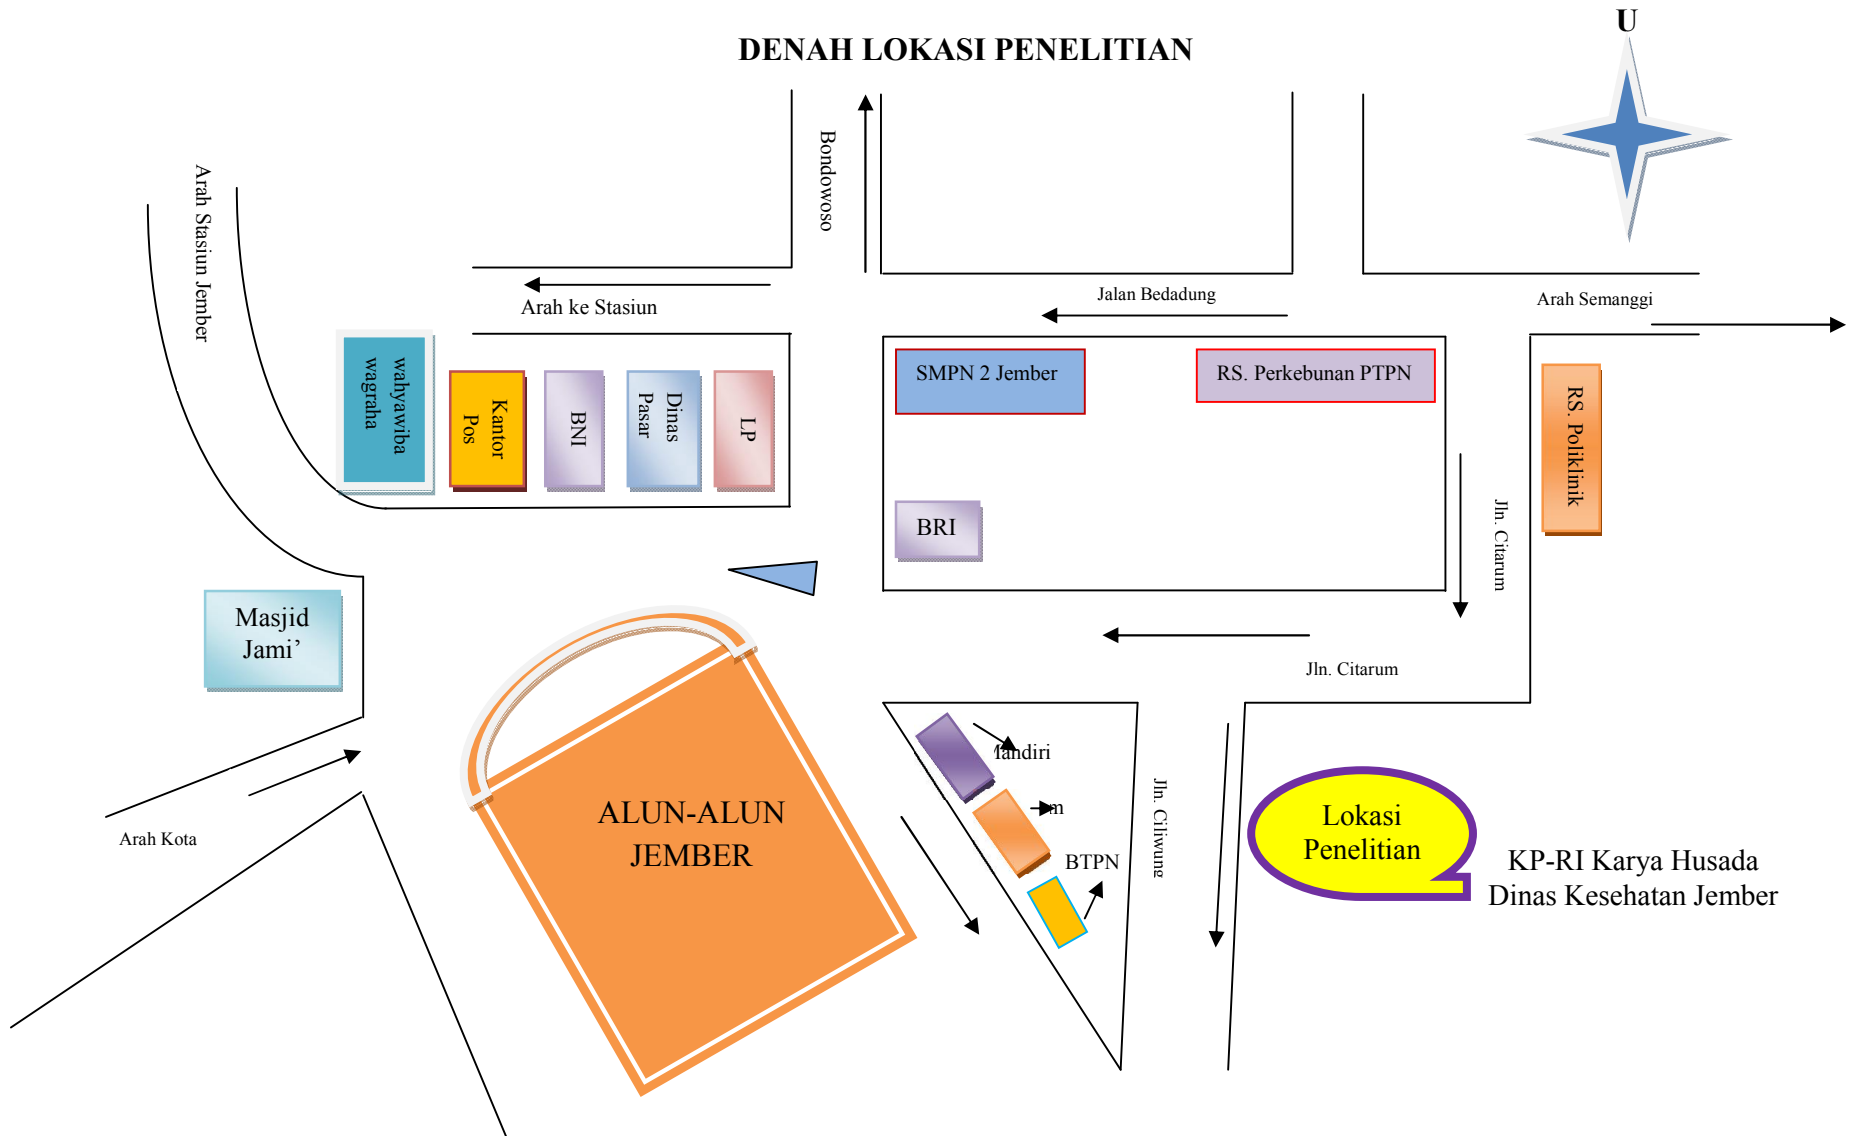 U
DENAH LOKASI PENELITIAN
Bondowoso
Arah Stasiun Jember
Arah ke Stasiun
Jalan Bedadung
Arah Semanggi
wahyawiba
wagraha
Kantor
Pos
BNI
Dinas
Pasar
LP
SMPN 2 Jember
RS. Perkebunan PTPN
RS. Poliklinik
BRI
Jln. Citarum
Masjid
Jami’
Jln. Citarum
Mandiri
ALUN-ALUN
JEMBER
Jln. Ciliwung
Lokasi
Penelitian
Arah Kota
BTPN
KP-RI Karya Husada
Dinas Kesehatan Jember